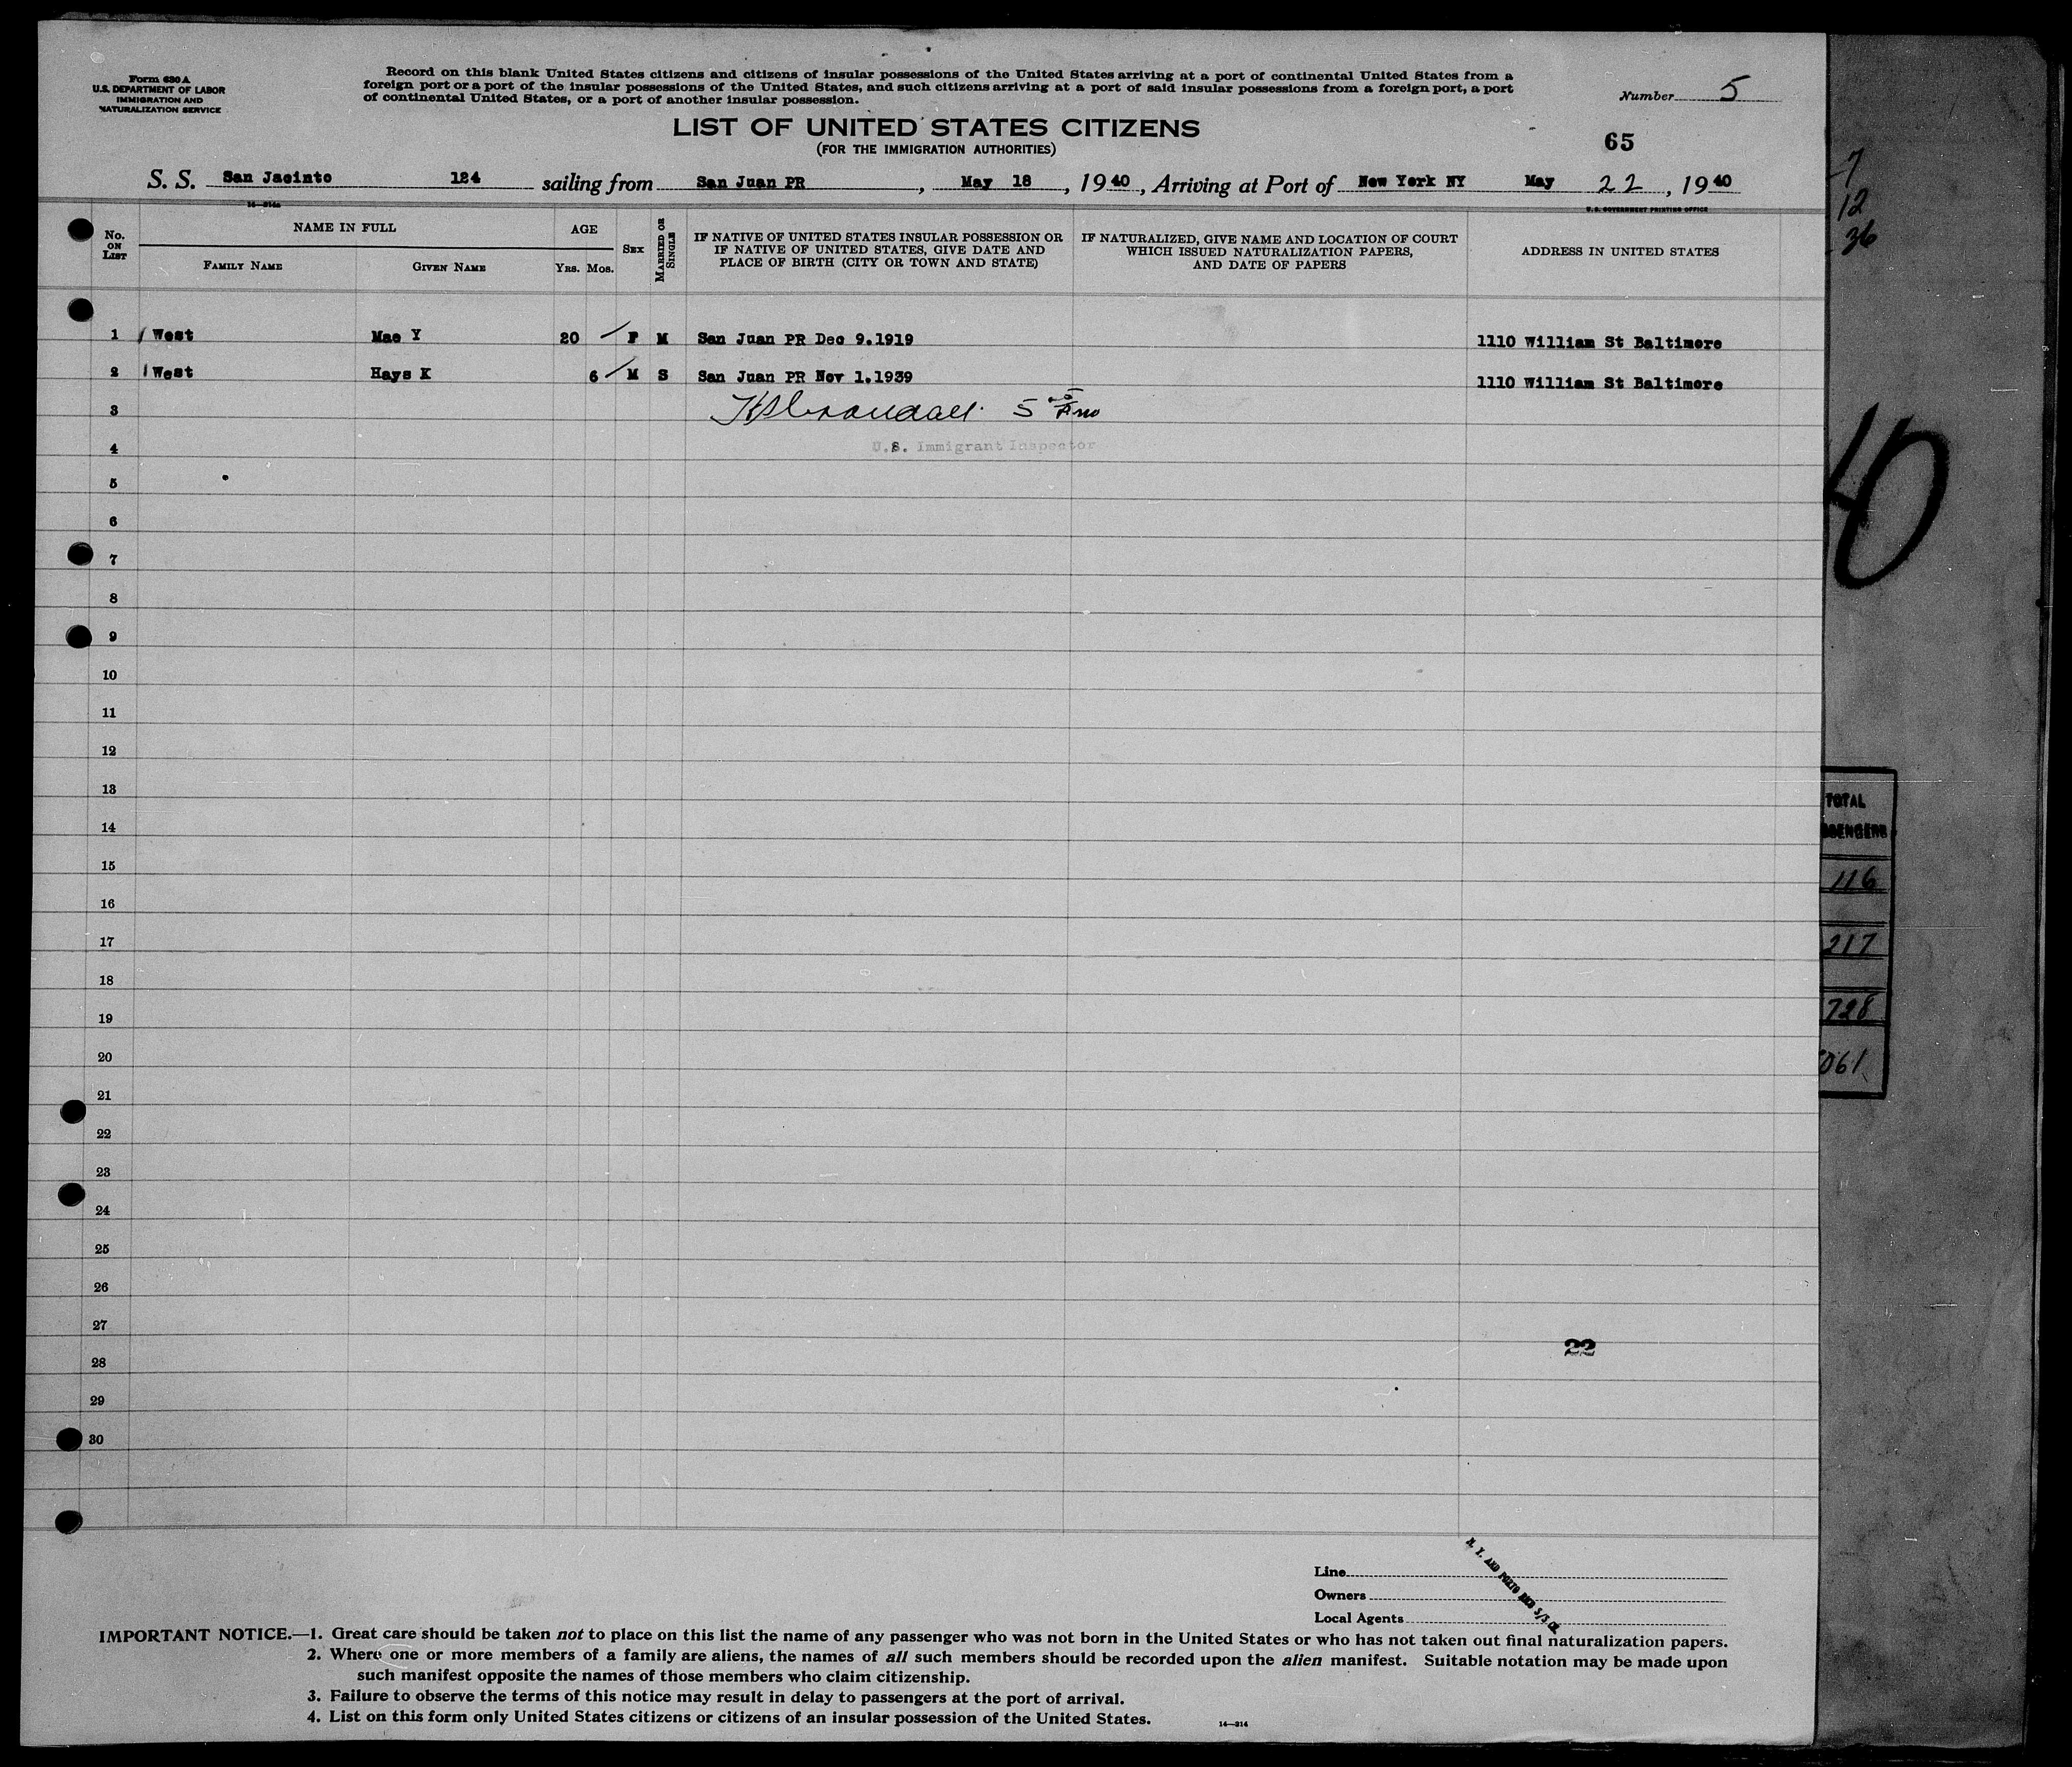 Form 630 A
U.S. DEPARTMENT OF LABOR
IMMIGRATION AND
NATURALIZATION SERVICE
Record on this blank United States citizens and citizens of insular possessions of the United States arriving at a port of continental United States from a
foreign port or a port of the insular possessions of the United States, and such citizens arriving at a port of said insular possessions from a foreign port, a port
of continental United States, or a port of another insular possession.
Number 5
LIST OF UNITED STATES CITIZENS
(FOR THE IMMIGRATION AUTHORITIES)
65
S. S. San Jacinto 124 sailing from San Juan PR, May 18, 1940, Arriving at Port of New York NY May 22, 1940
14—314a
U.S. GOVERNMENT PRINTING OFFICE
No. ON LIST
NAME IN FULL
FAMILY NAME
GIVEN NAME
AGE
YRS. MOS.
SEX
MARRIED OR SINGLE
IF NATIVE OF UNITED STATES INSULAR POSSESSION OR
IF NATIVE OF UNITED STATES, GIVE DATE AND
PLACE OF BIRTH (CITY OR TOWN AND STATE)
IF NATURALIZED, GIVE NAME AND LOCATION OF COURT
WHICH ISSUED NATURALIZATION PAPERS,
AND DATE OF PAPERS
ADDRESS IN UNITED STATES
1 West Mae Y 20 F M San Juan PR Dec 9.1919 1110 William St Baltimore
2 West Hays K 6 M S San Juan PR Nov 1.1939 1110 William St Baltimore
3
4 U.S. Immigrant Inspector
5
6
7
8
9
10
11
12
13
14
15
16
17
18
19
20
21
22
23
24
25
26
27
22
28
29
30
7
12
36
40
TOTAL
116
217
728
061
Line
Owners
Local Agents
N. Y. AND PORTO RICO S/S CO.
IMPORTANT NOTICE.—1. Great care should be taken not to place on this list the name of any passenger who was not born in the United States or who has not taken out final naturalization papers.
2. Where one or more members of a family are aliens, the names of all such members should be recorded upon the alien manifest. Suitable notation may be made upon
such manifest opposite the names of those members who claim citizenship.
3. Failure to observe the terms of this notice may result in delay to passengers at the port of arrival.
4. List on this form only United States citizens or citizens of an insular possession of the United States.
14—314